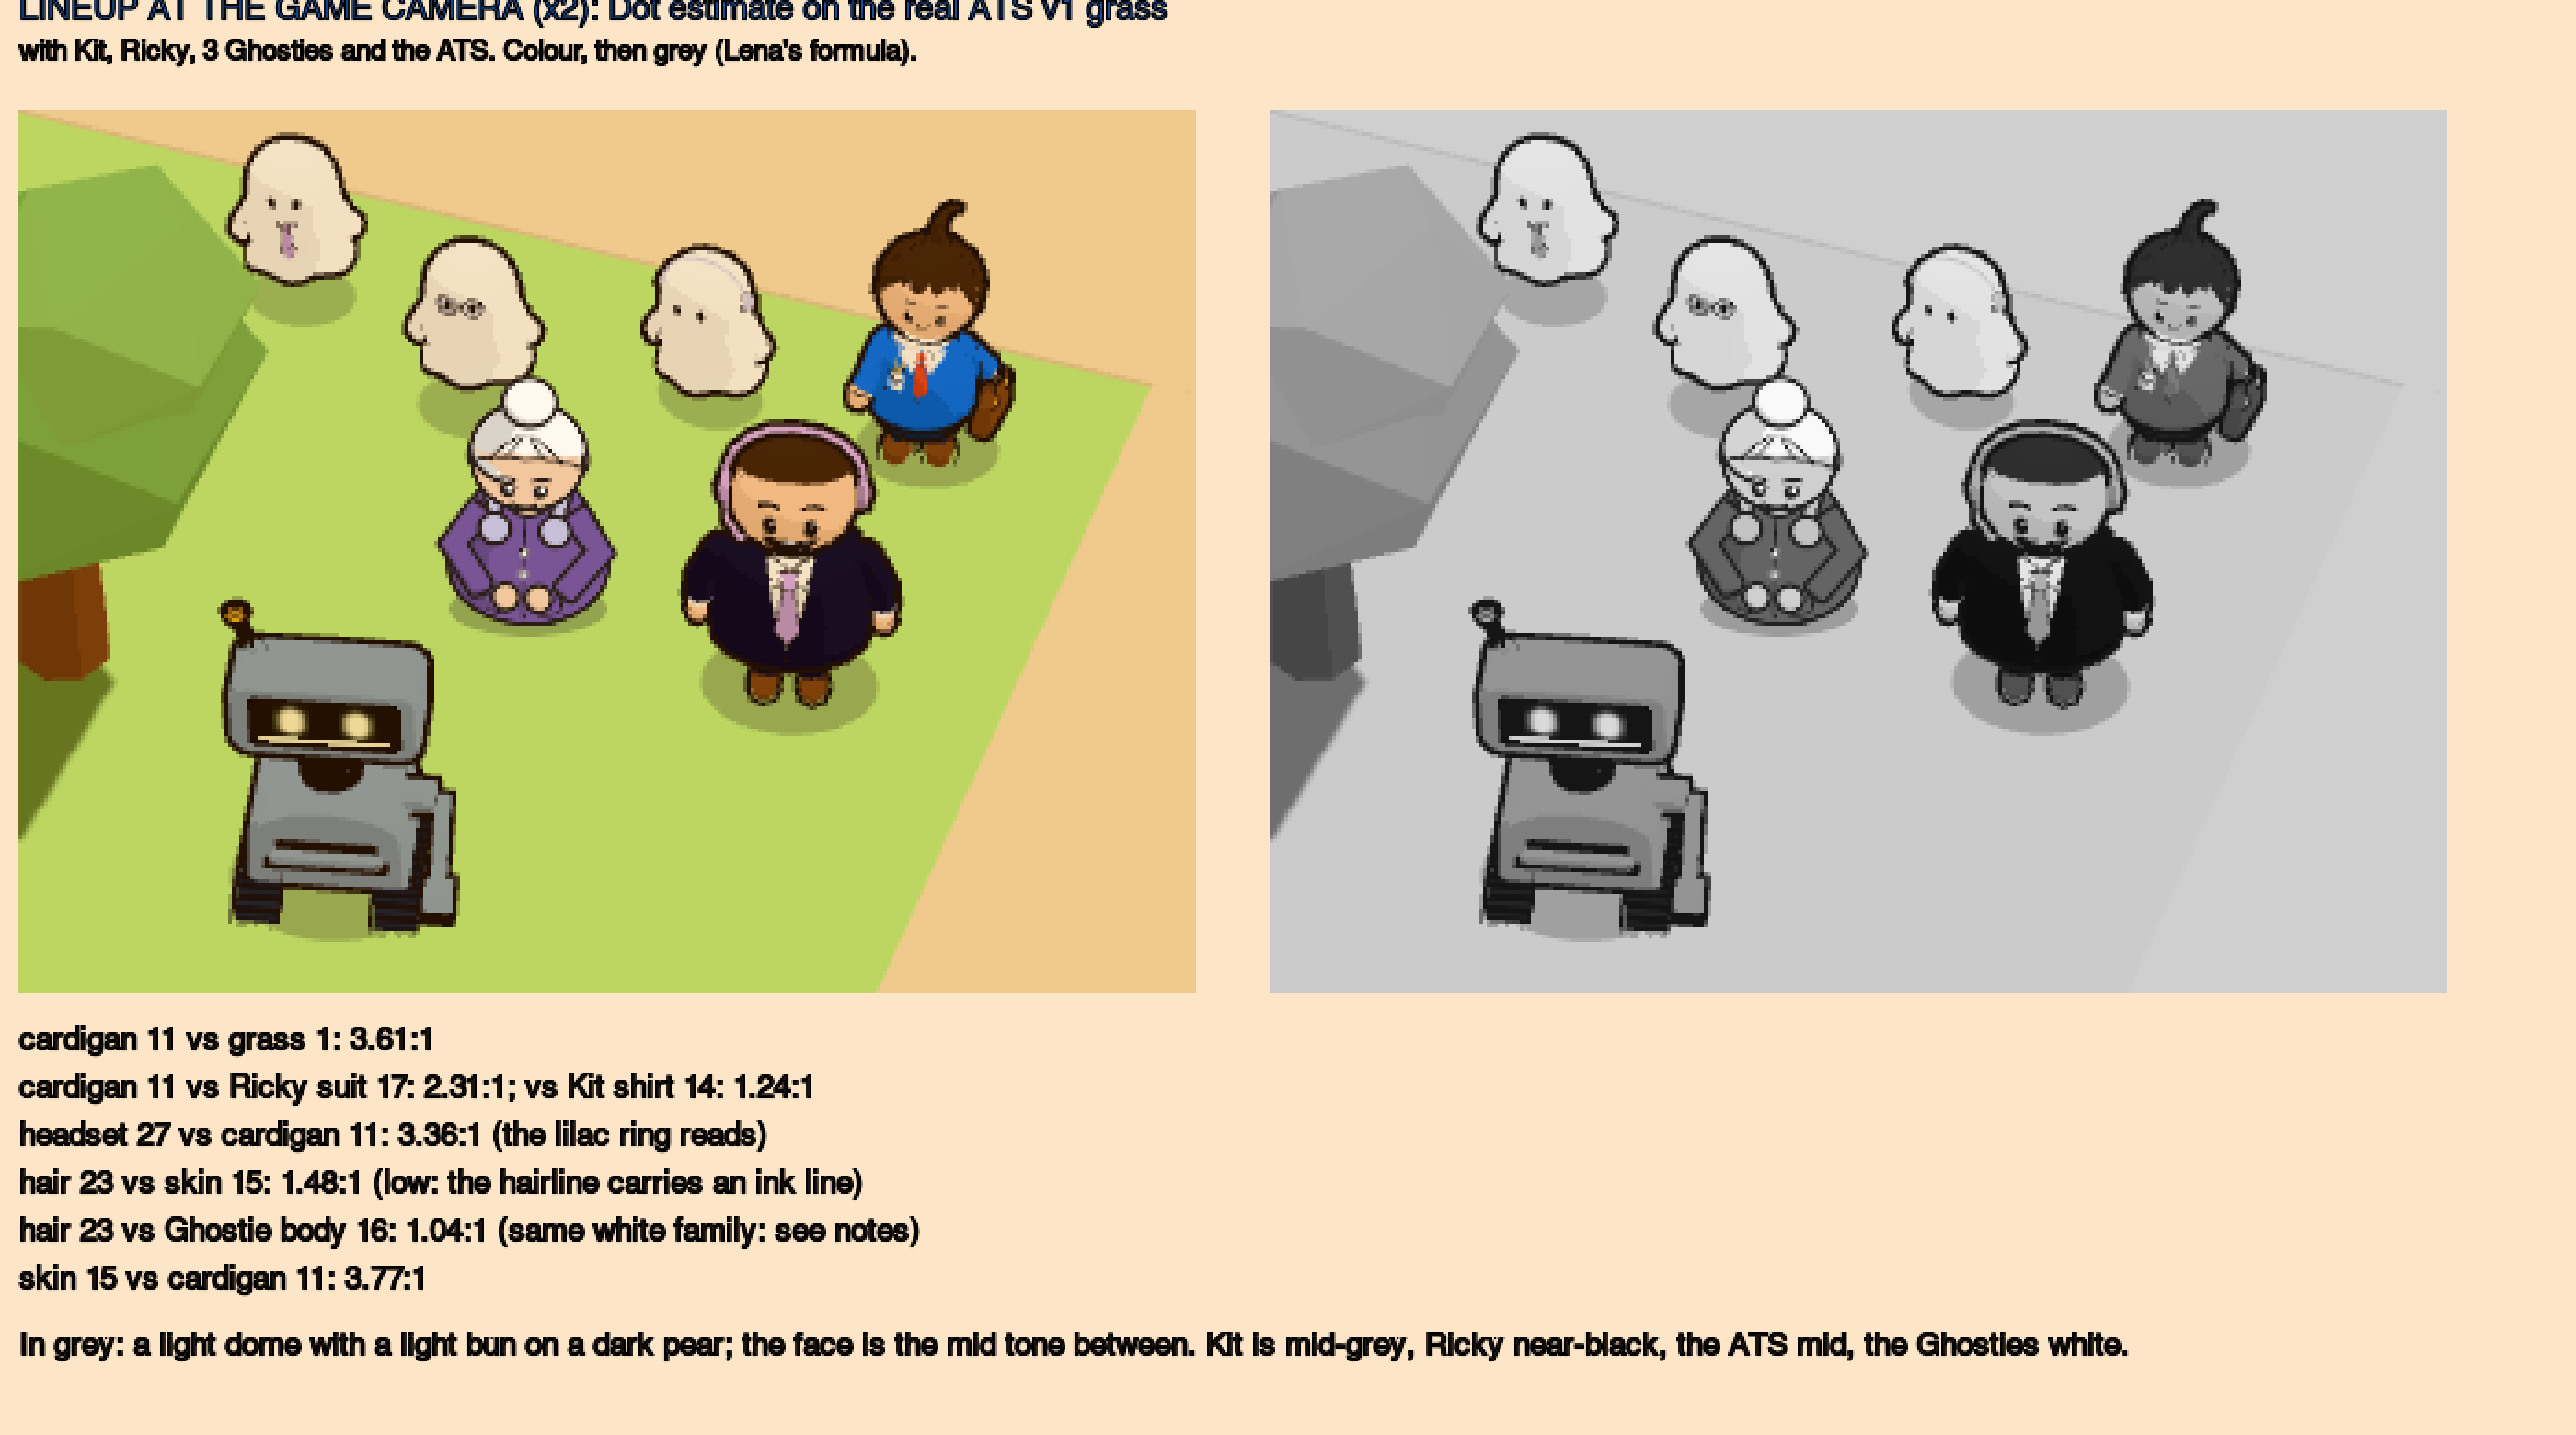 LINEUP AT THE GAME CAMERA (x2): Dot estimate on the real ATS v1 grass
with Kit, Ricky, 3 Ghosties and the ATS. Colour, then grey (Lena's formula).
cardigan 11 vs grass 1: 3.61:1
cardigan 11 vs Ricky suit 17: 2.31:1; vs Kit shirt 14: 1.24:1
headset 27 vs cardigan 11: 3.36:1 (the lilac ring reads)
hair 23 vs skin 15: 1.48:1 (low: the hairline carries an ink line)
hair 23 vs Ghostie body 16: 1.04:1 (same white family: see notes)
skin 15 vs cardigan 11: 3.77:1
In grey: a light dome with a light bun on a dark pear; the face is the mid tone between. Kit is mid-grey, Ricky near-black, the ATS mid, the Ghosties white.